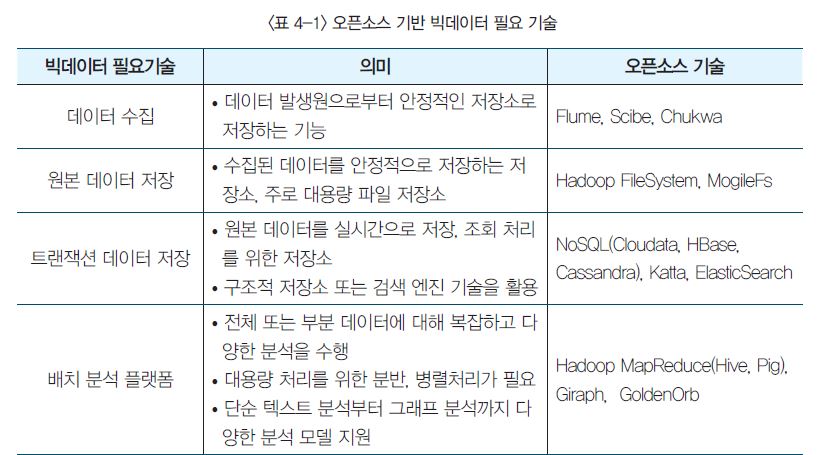 <표 4-1> 오픈소스 기반 빅데이터 필요 기술
빅데이터 필요기술
의미
오픈소스 기술
데이터 수집
• 데이터 발생원으로부터 안정적인 저장소로
저장하는 기능
Flume, Scibe, Chukwa
원본 데이터 저장
• 수집된 데이터를 안정적으로 저장하는 저
장소, 주로 대용량 파일 저장소
Hadoop FileSystem, MogileFs
트랜잭션 데이터 저장
• 원본 데이터를 실시간으로 저장, 조회 처리
를 위한 저장소
• 구조적 저장소 또는 검색 엔진 기술을 활용
NoSQL(Cloudata, HBase,
Cassandra), Katta, ElasticSearch
배치 분석 플랫폼
• 전체 또는 부분 데이터에 대해 복잡하고 다
양한 분석을 수행
• 대용량 처리를 위한 분반, 병렬처리가 필요
• 단순 텍스트 분석부터 그래프 분석까지 다
양한 분석 모델 지원
Hadoop MapReduce(Hive, Pig),
Giraph, GoldenOrb